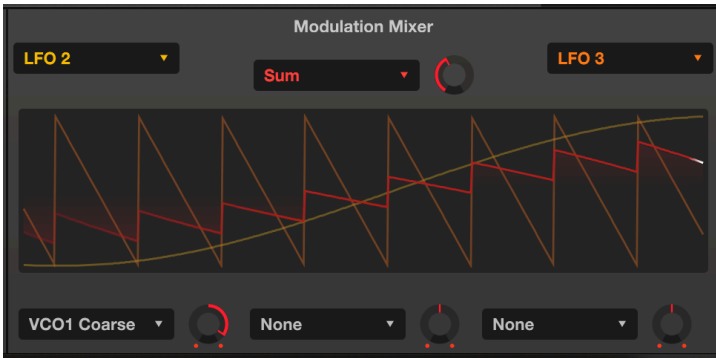 Modulation Mixer
LFO 2
Sum
LFO 3
VCO1 Coarse
None
None